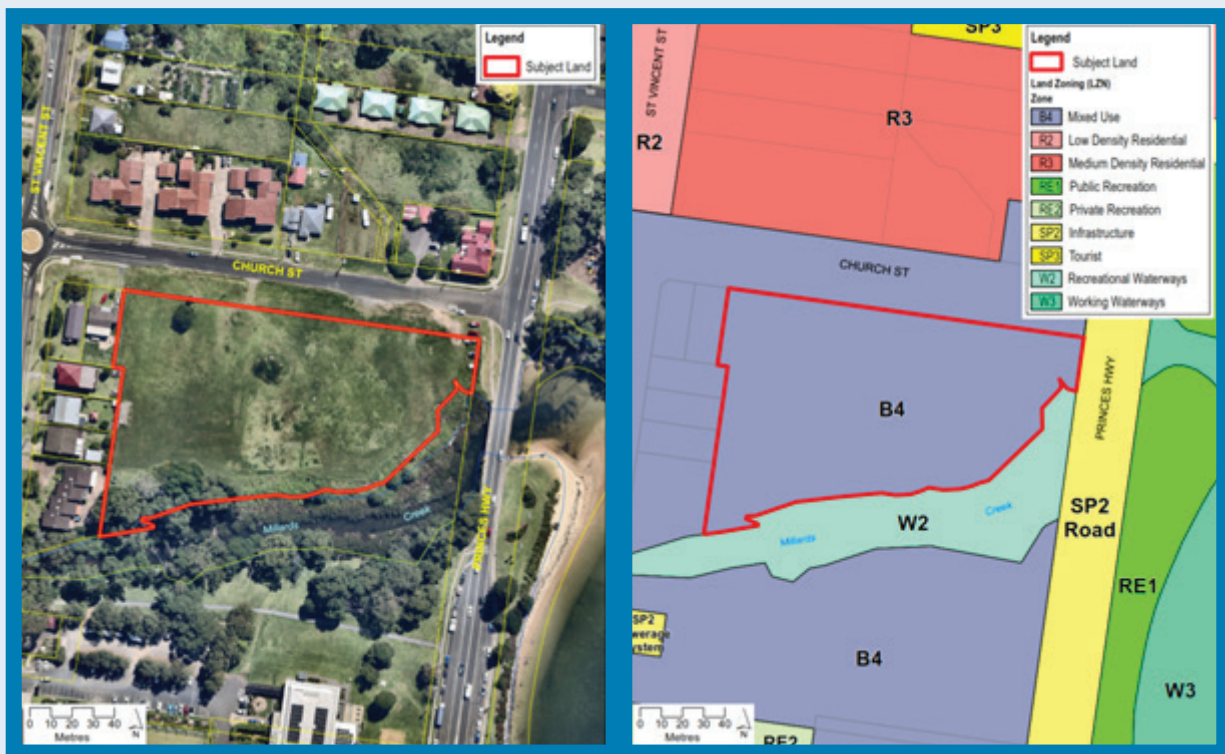 Legend
Subject Land
ST VINCENT ST
CHURCH ST
PRINCES HWY
Millards
Creek
0 10 20 30 40
Metres
N
SP3
Legend
Subject Land
Land Zoning (LZN)
Zone
B4 Mixed Use
R2 Low Density Residential
R3 Medium Density Residential
RE1 Public Recreation
RE2 Private Recreation
SP2 Infrastructure
SP3 Tourist
W2 Recreational Waterways
W3 Working Waterways
ST VINCENT ST
R3
R2
CHURCH ST
PRINCES HWY
B4
SP2
Road
W2
Creek
Millards
RE1
SP2
werage
ystem
B4
W3
0 10 20 30 40
Metres
N
RE2